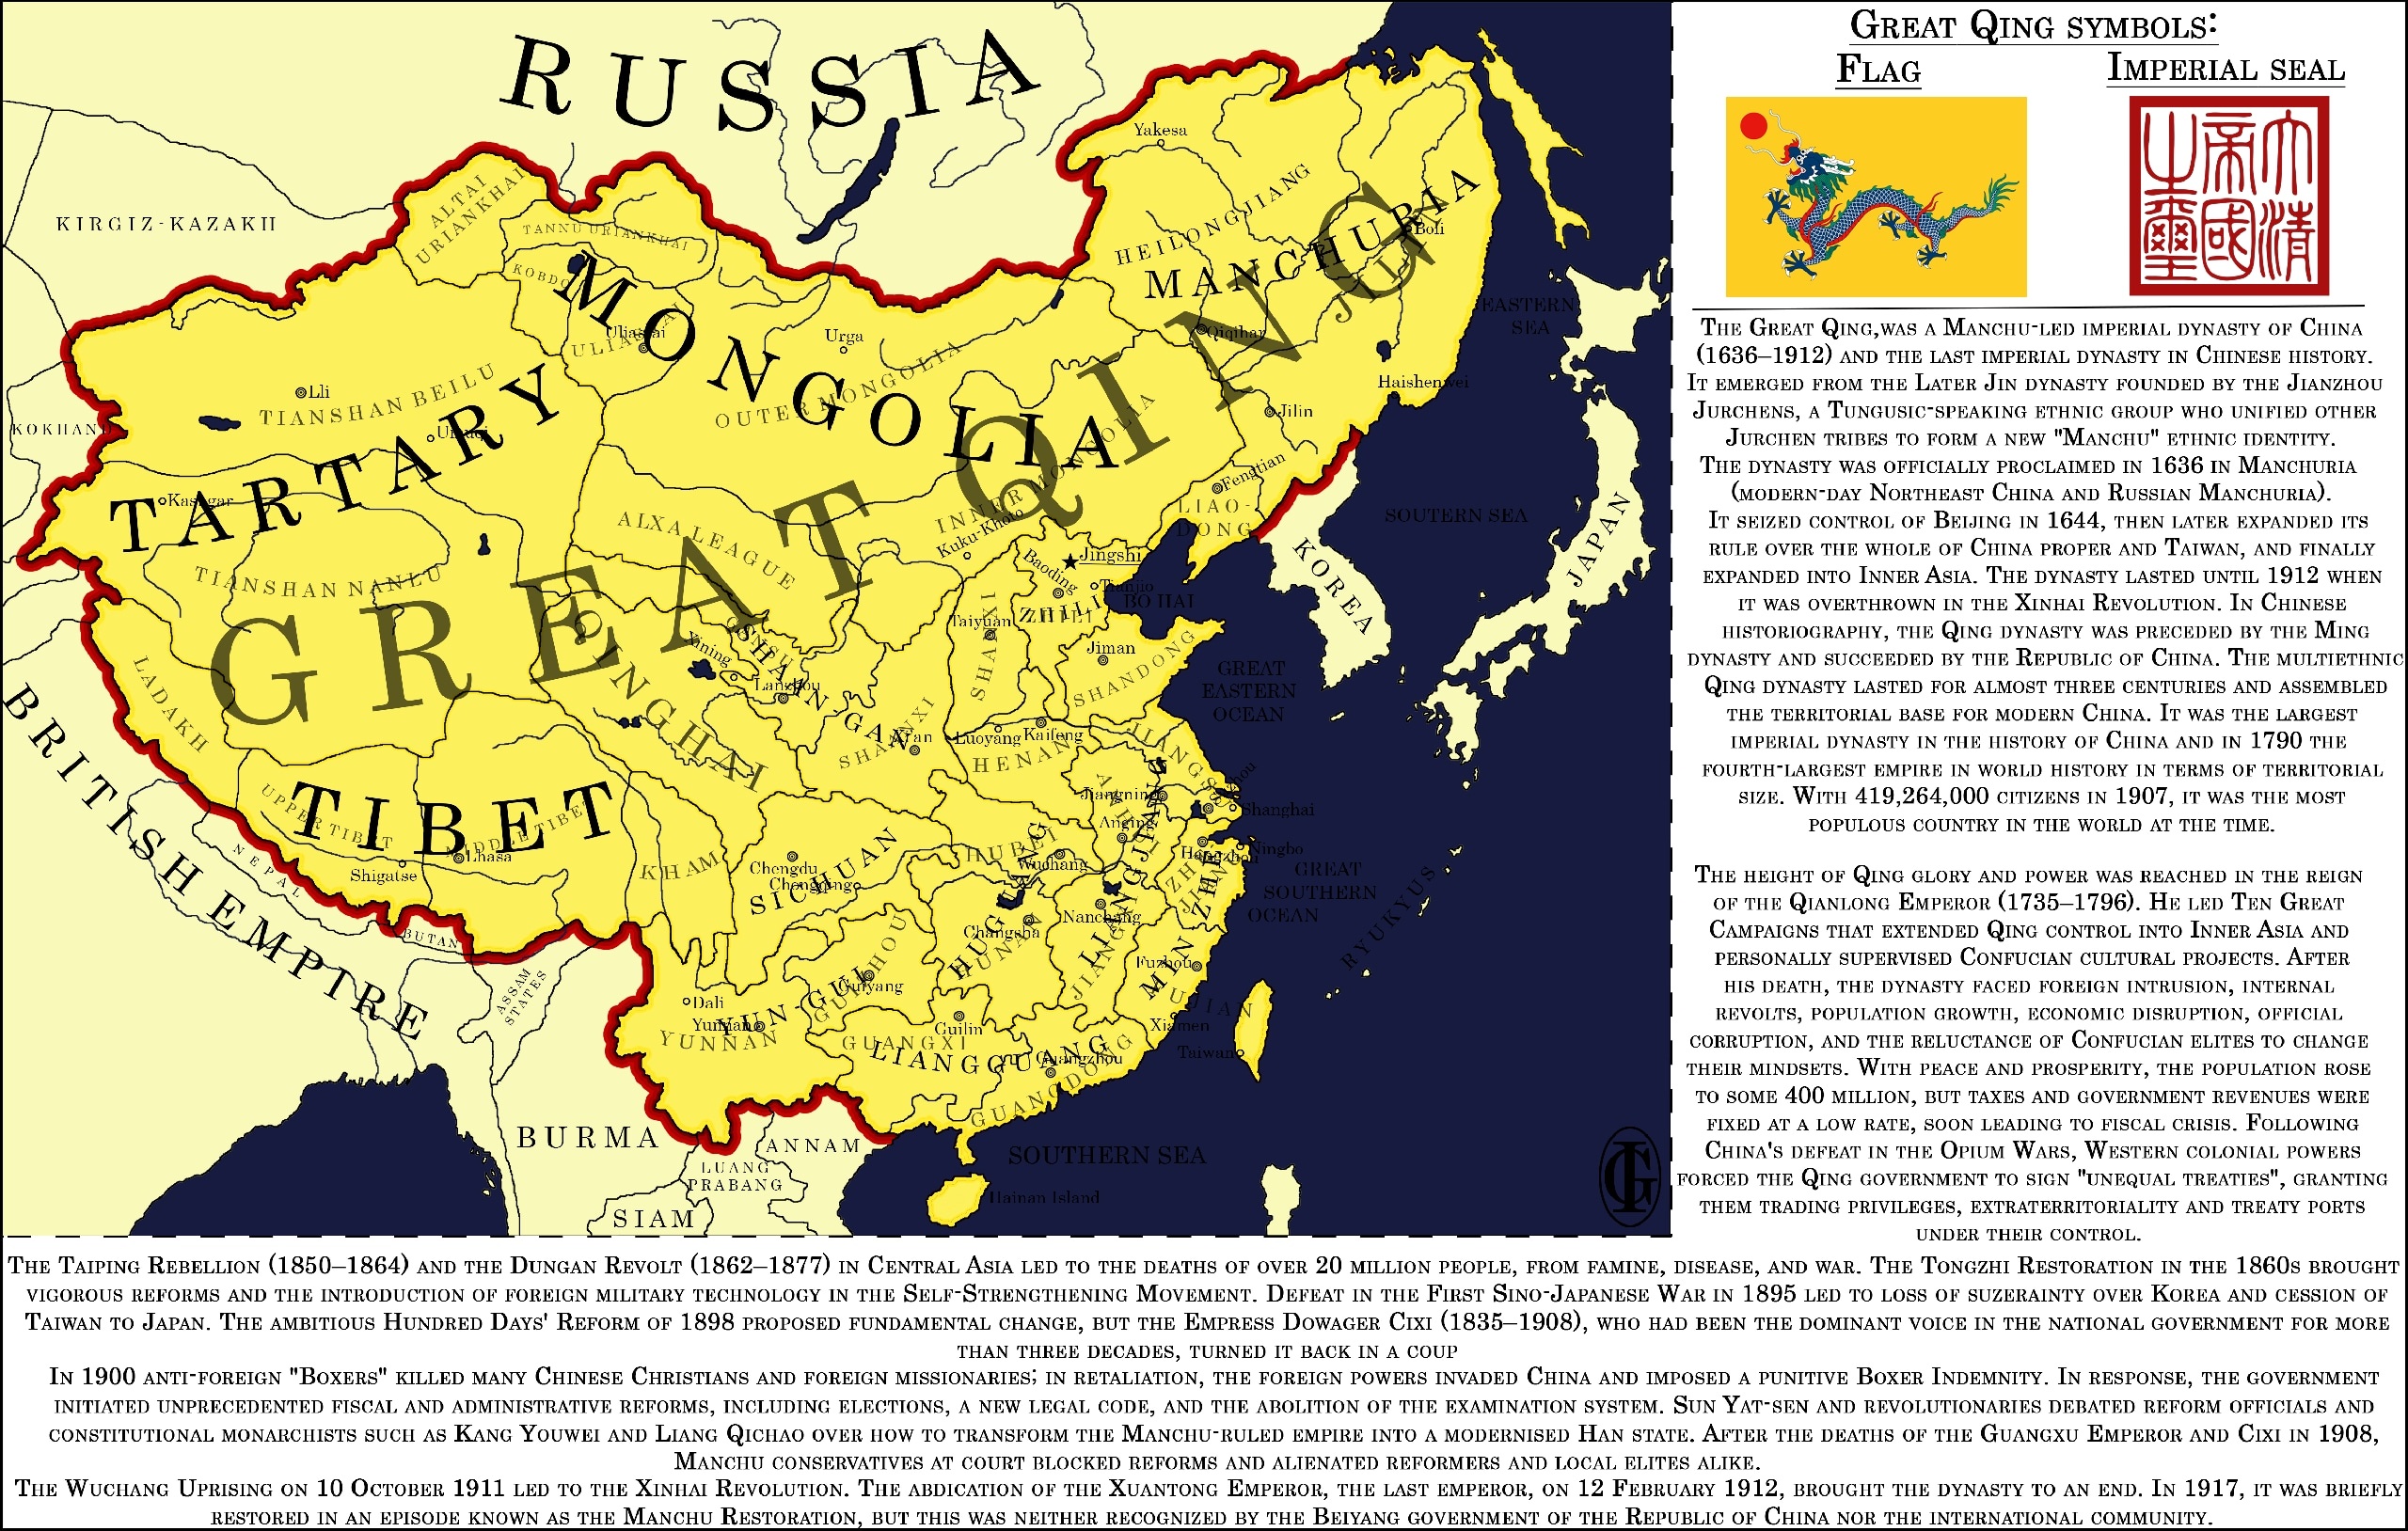 GREAT QING SYMBOLS:
FLAG
IMPERIAL SEAL
大清
帝國
之璽
THE GREAT QING,WAS A MANCHU-LED IMPERIAL DYNASTY OF CHINA
(1636–1912) AND THE LAST IMPERIAL DYNASTY IN CHINESE HISTORY.
IT EMERGED FROM THE LATER JIN DYNASTY FOUNDED BY THE JIANZHOU
JURCHENS, A TUNGUSIC-SPEAKING ETHNIC GROUP WHO UNIFIED OTHER
JURCHEN TRIBES TO FORM A NEW "MANCHU" ETHNIC IDENTITY.
THE DYNASTY WAS OFFICIALLY PROCLAIMED IN 1636 IN MANCHURIA
(MODERN-DAY NORTHEAST CHINA AND RUSSIAN MANCHURIA).
IT SEIZED CONTROL OF BEIJING IN 1644, THEN LATER EXPANDED ITS
RULE OVER THE WHOLE OF CHINA PROPER AND TAIWAN, AND FINALLY
EXPANDED INTO INNER ASIA. THE DYNASTY LASTED UNTIL 1912 WHEN
IT WAS OVERTHROWN IN THE XINHAI REVOLUTION. IN CHINESE
HISTORIOGRAPHY, THE QING DYNASTY WAS PRECEDED BY THE MING
DYNASTY AND SUCCEEDED BY THE REPUBLIC OF CHINA. THE MULTIETHNIC
QING DYNASTY LASTED FOR ALMOST THREE CENTURIES AND ASSEMBLED
THE TERRITORIAL BASE FOR MODERN CHINA. IT WAS THE LARGEST
IMPERIAL DYNASTY IN THE HISTORY OF CHINA AND IN 1790 THE
FOURTH-LARGEST EMPIRE IN WORLD HISTORY IN TERMS OF TERRITORIAL
SIZE. WITH 419,264,000 CITIZENS IN 1907, IT WAS THE MOST
POPULOUS COUNTRY IN THE WORLD AT THE TIME.
THE HEIGHT OF QING GLORY AND POWER WAS REACHED IN THE REIGN
OF THE QIANLONG EMPEROR (1735–1796). HE LED TEN GREAT
CAMPAIGNS THAT EXTENDED QING CONTROL INTO INNER ASIA AND
PERSONALLY SUPERVISED CONFUCIAN CULTURAL PROJECTS. AFTER
HIS DEATH, THE DYNASTY FACED FOREIGN INTRUSION, INTERNAL
REVOLTS, POPULATION GROWTH, ECONOMIC DISRUPTION, OFFICIAL
CORRUPTION, AND THE RELUCTANCE OF CONFUCIAN ELITES TO CHANGE
THEIR MINDSETS. WITH PEACE AND PROSPERITY, THE POPULATION ROSE
TO SOME 400 MILLION, BUT TAXES AND GOVERNMENT REVENUES WERE
FIXED AT A LOW RATE, SOON LEADING TO FISCAL CRISIS. FOLLOWING
CHINA'S DEFEAT IN THE OPIUM WARS, WESTERN COLONIAL POWERS
FORCED THE QING GOVERNMENT TO SIGN "UNEQUAL TREATIES", GRANTING
THEM TRADING PRIVILEGES, EXTRATERRITORIALITY AND TREATY PORTS
UNDER THEIR CONTROL.
RUSSIA
KIRGIZ-KAZAKH
KOKHAND
BRITISH EMPIRE
NEPAL
BUTAN
ASSAM
STATES
BURMA
ANNAM
LUANG
PRABANG
SIAM
KOREA
JAPAN
RYUKYUS
EASTERN
SEA
SOUTERN SEA
BO HAI
GREAT
EASTERN
OCEAN
GREAT
SOUTHERN
OCEAN
SOUTHERN SEA
Hainan Island
GREAT QING
TARTARY
MONGOLIA
MANCHURIA
TIBET
ALTAI
URIANKHAI
TANNU URIANKHAI
KOBDO
ULIASTAI
Uliastai
Urga
OUTER MONGOLIA
INNER MONGOLIA
Kuku-Khoto
ALXA LEAGUE
HEILONGJIANG
Yakesa
Boli
JILIN
Qiqihar
Haishenwei
Jilin
Fengtian
LIAO-
DONG
Lli
TIANSHAN BEILU
Urumqi
Kasngar
TIANSHAN NANLU
LADAKH
UPPER TIBET
MIDDLE TIBET
Lhasa
Shigatse
KHAM
QINGHAI
Xining
GANSU
SHAAN-GAN
Lanzhou
SHAANXI
Xi'an
SHANXI
Taiyuan
Jingshi
Baoding
Tianjio
ZHILI
Jiman
SHANDONG
Luoyang
Kaifeng
HENAN
JIANGSU
Jiangning
Shanghai
ANHUI
Anqing
LIANGJIANG
Hangzhou
Ningbo
ZHE-
JIANG
MIN-ZHE
HUBEI
Wuchang
HUGUANG
HUNAN
Changsha
Nanchang
JIANGXI
Chengdu
Chongqing
SICHUAN
GUIZHOU
Guiyang
YUN-GUI
Dali
Yunnan
YUNNAN
Guilin
GUANGXI
LIANGGUANG
Guangzhou
GUANGDONG
Fuzhou
FUJIAN
Xiamen
Taiwan
THE TAIPING REBELLION (1850–1864) AND THE DUNGAN REVOLT (1862–1877) IN CENTRAL ASIA LED TO THE DEATHS OF OVER 20 MILLION PEOPLE, FROM FAMINE, DISEASE, AND WAR. THE TONGZHI RESTORATION IN THE 1860S BROUGHT
VIGOROUS REFORMS AND THE INTRODUCTION OF FOREIGN MILITARY TECHNOLOGY IN THE SELF-STRENGTHENING MOVEMENT. DEFEAT IN THE FIRST SINO-JAPANESE WAR IN 1895 LED TO LOSS OF SUZERAINTY OVER KOREA AND CESSION OF
TAIWAN TO JAPAN. THE AMBITIOUS HUNDRED DAYS' REFORM OF 1898 PROPOSED FUNDAMENTAL CHANGE, BUT THE EMPRESS DOWAGER CIXI (1835–1908), WHO HAD BEEN THE DOMINANT VOICE IN THE NATIONAL GOVERNMENT FOR MORE
THAN THREE DECADES, TURNED IT BACK IN A COUP
IN 1900 ANTI-FOREIGN "BOXERS" KILLED MANY CHINESE CHRISTIANS AND FOREIGN MISSIONARIES; IN RETALIATION, THE FOREIGN POWERS INVADED CHINA AND IMPOSED A PUNITIVE BOXER INDEMNITY. IN RESPONSE, THE GOVERNMENT
INITIATED UNPRECEDENTED FISCAL AND ADMINISTRATIVE REFORMS, INCLUDING ELECTIONS, A NEW LEGAL CODE, AND THE ABOLITION OF THE EXAMINATION SYSTEM. SUN YAT-SEN AND REVOLUTIONARIES DEBATED REFORM OFFICIALS AND
CONSTITUTIONAL MONARCHISTS SUCH AS KANG YOUWEI AND LIANG QICHAO OVER HOW TO TRANSFORM THE MANCHU-RULED EMPIRE INTO A MODERNISED HAN STATE. AFTER THE DEATHS OF THE GUANGXU EMPEROR AND CIXI IN 1908,
MANCHU CONSERVATIVES AT COURT BLOCKED REFORMS AND ALIENATED REFORMERS AND LOCAL ELITES ALIKE.
THE WUCHANG UPRISING ON 10 OCTOBER 1911 LED TO THE XINHAI REVOLUTION. THE ABDICATION OF THE XUANTONG EMPEROR, THE LAST EMPEROR, ON 12 FEBRUARY 1912, BROUGHT THE DYNASTY TO AN END. IN 1917, IT WAS BRIEFLY
RESTORED IN AN EPISODE KNOWN AS THE MANCHU RESTORATION, BUT THIS WAS NEITHER RECOGNIZED BY THE BEIYANG GOVERNMENT OF THE REPUBLIC OF CHINA NOR THE INTERNATIONAL COMMUNITY.